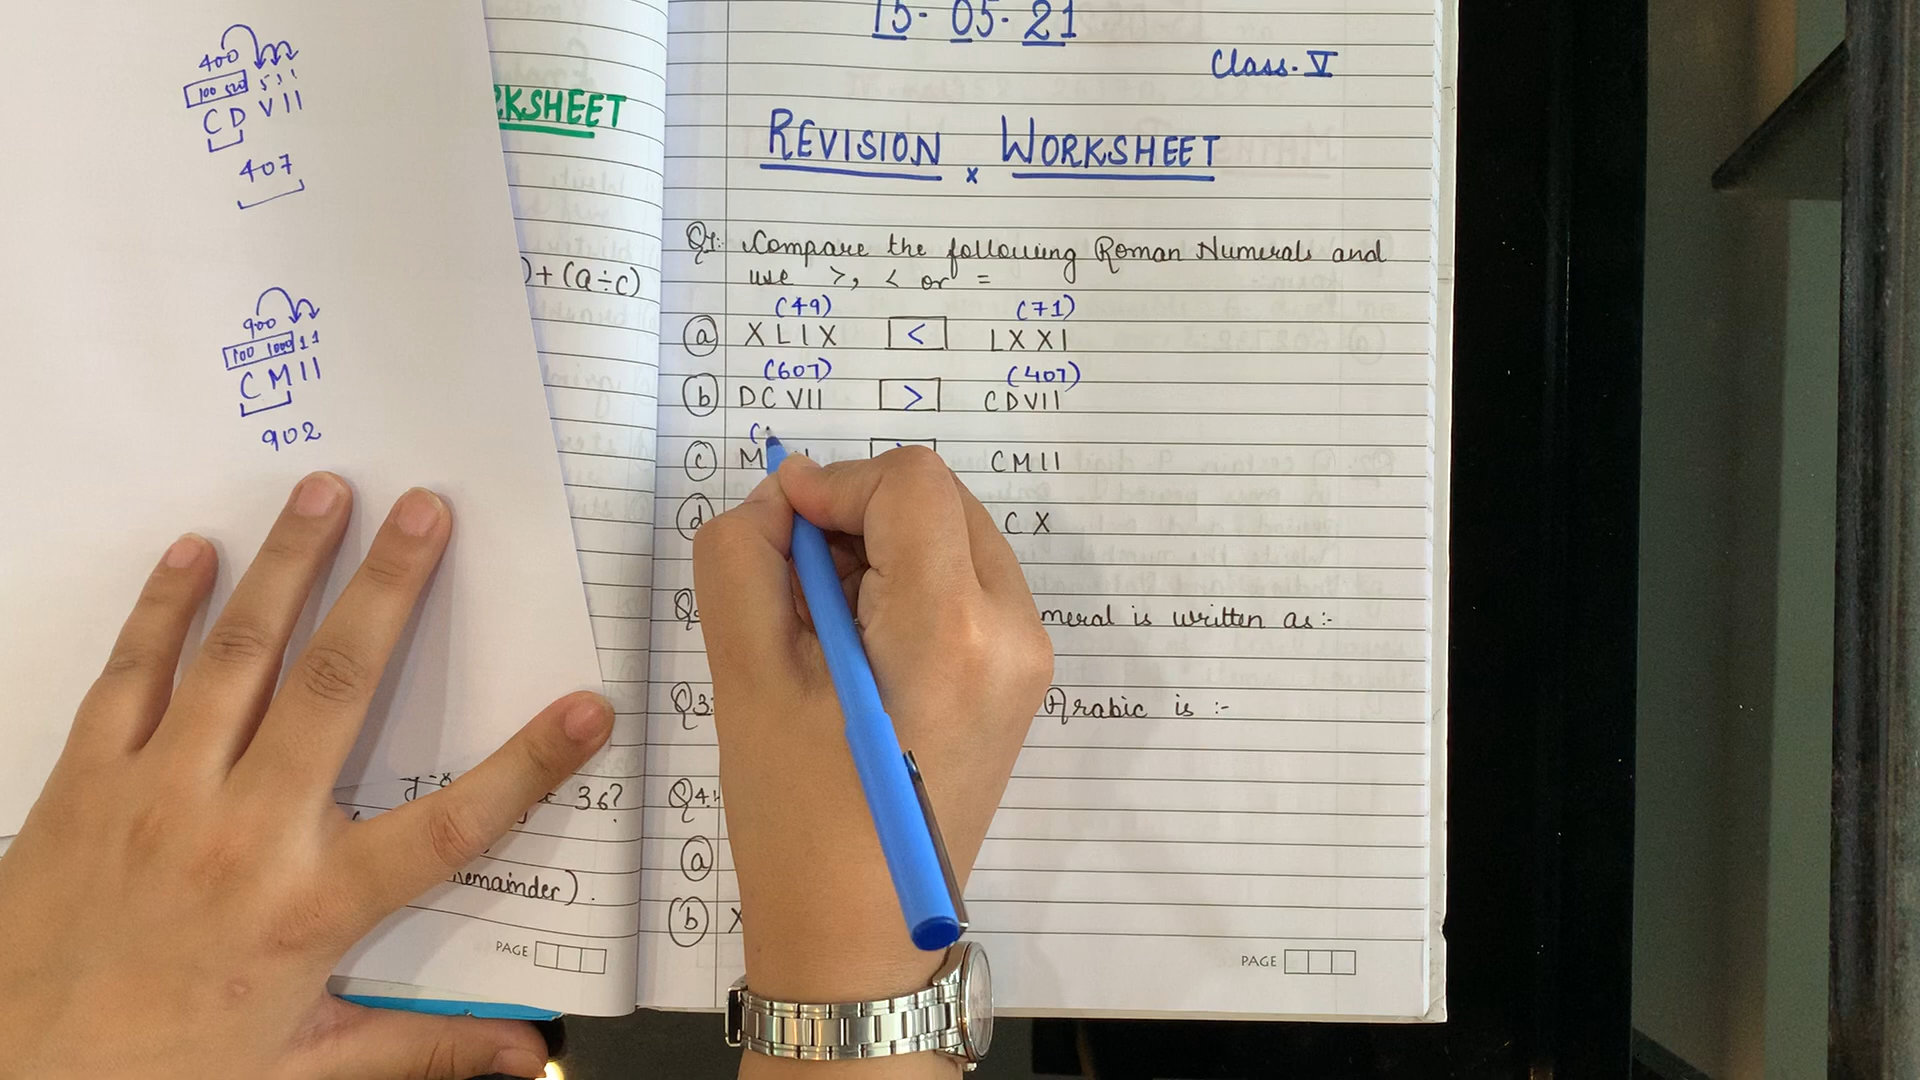 400
100 500 5 1 1
CDVII
407
900
100 1000 1 1
CMII
902
KSHEET
)+(a÷c)
36?
Remainder).
PAGE
15-05-21
Class-V
REVISION x WORKSHEET
Q1:- Compare the following Roman Numerals and
use >, < or =
(49) (71)
(a) XLIX < LXXI
(607) (407)
(b) DCVII > CDVII
(
(c) M CMII
(d) CX
meral is written as:-
Q3: Arabic is :-
Q4:
(a)
(b) X
PAGE